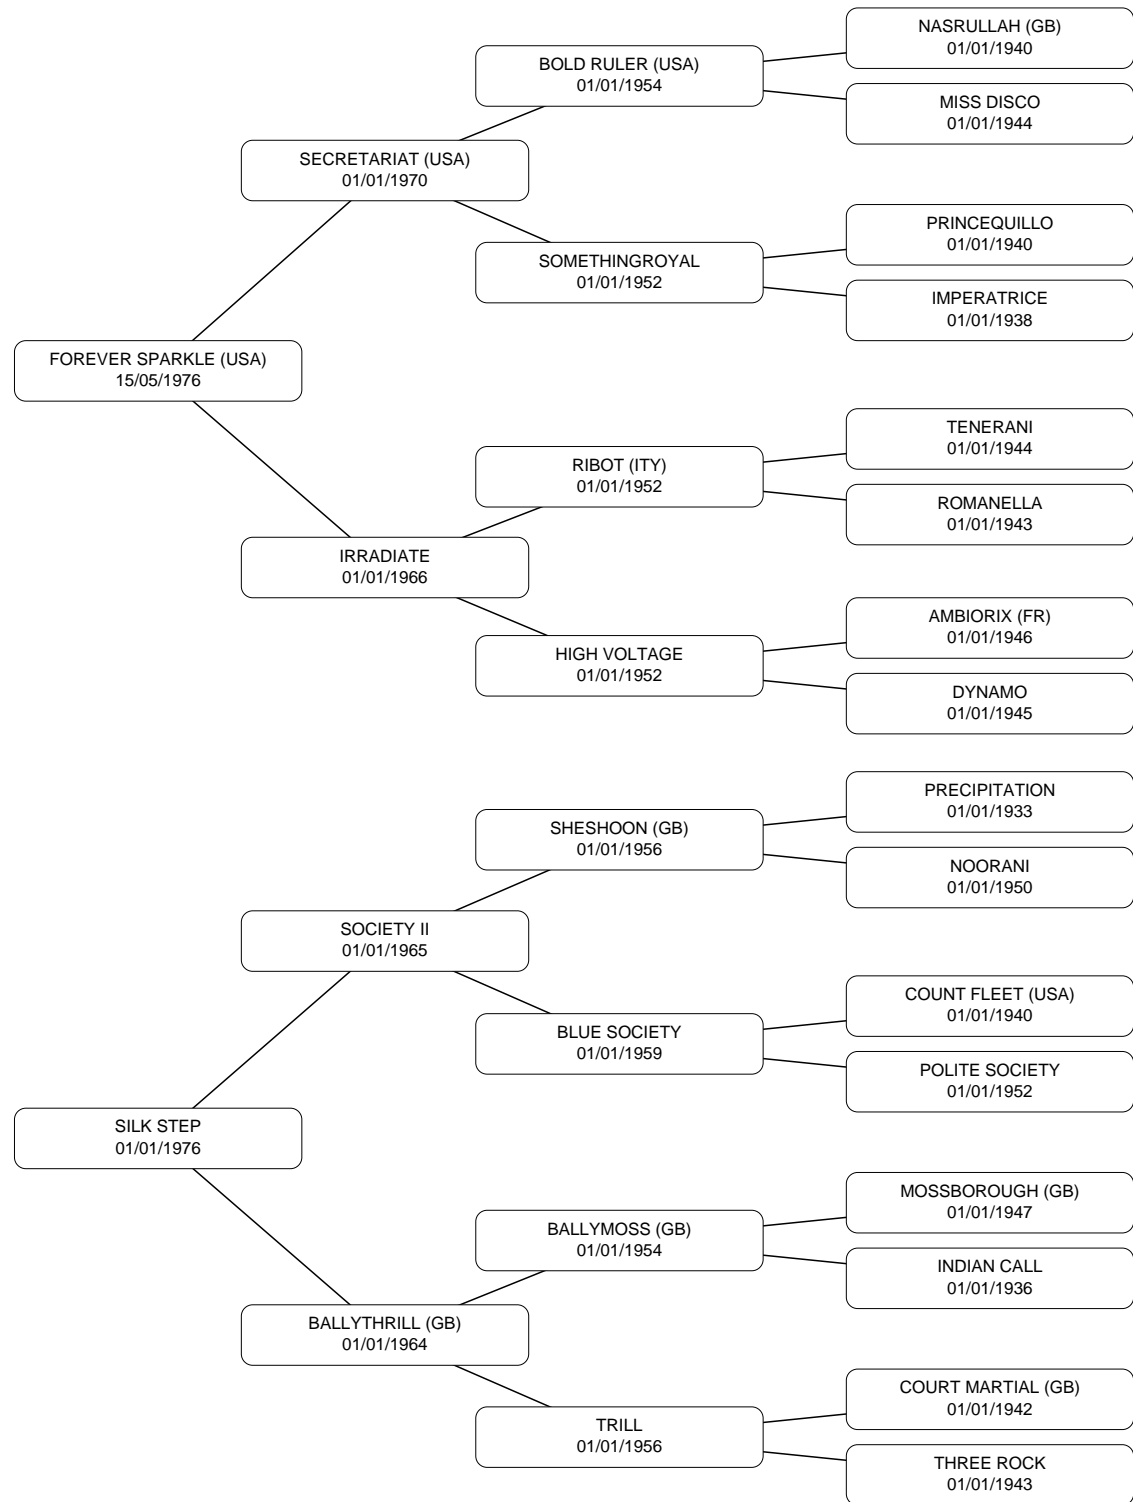 NASRULLAH (GB)
01/01/1940
BOLD RULER (USA)
01/01/1954
MISS DISCO
01/01/1944
SECRETARIAT (USA)
01/01/1970
PRINCEQUILLO
01/01/1940
SOMETHINGROYAL
01/01/1952
IMPERATRICE
01/01/1938
FOREVER SPARKLE (USA)
15/05/1976
TENERANI
01/01/1944
RIBOT (ITY)
01/01/1952
ROMANELLA
01/01/1943
IRRADIATE
01/01/1966
AMBIORIX (FR)
01/01/1946
HIGH VOLTAGE
01/01/1952
DYNAMO
01/01/1945
PRECIPITATION
01/01/1933
SHESHOON (GB)
01/01/1956
NOORANI
01/01/1950
SOCIETY II
01/01/1965
COUNT FLEET (USA)
01/01/1940
BLUE SOCIETY
01/01/1959
POLITE SOCIETY
01/01/1952
SILK STEP
01/01/1976
MOSSBOROUGH (GB)
01/01/1947
BALLYMOSS (GB)
01/01/1954
INDIAN CALL
01/01/1936
BALLYTHRILL (GB)
01/01/1964
COURT MARTIAL (GB)
01/01/1942
TRILL
01/01/1956
THREE ROCK
01/01/1943